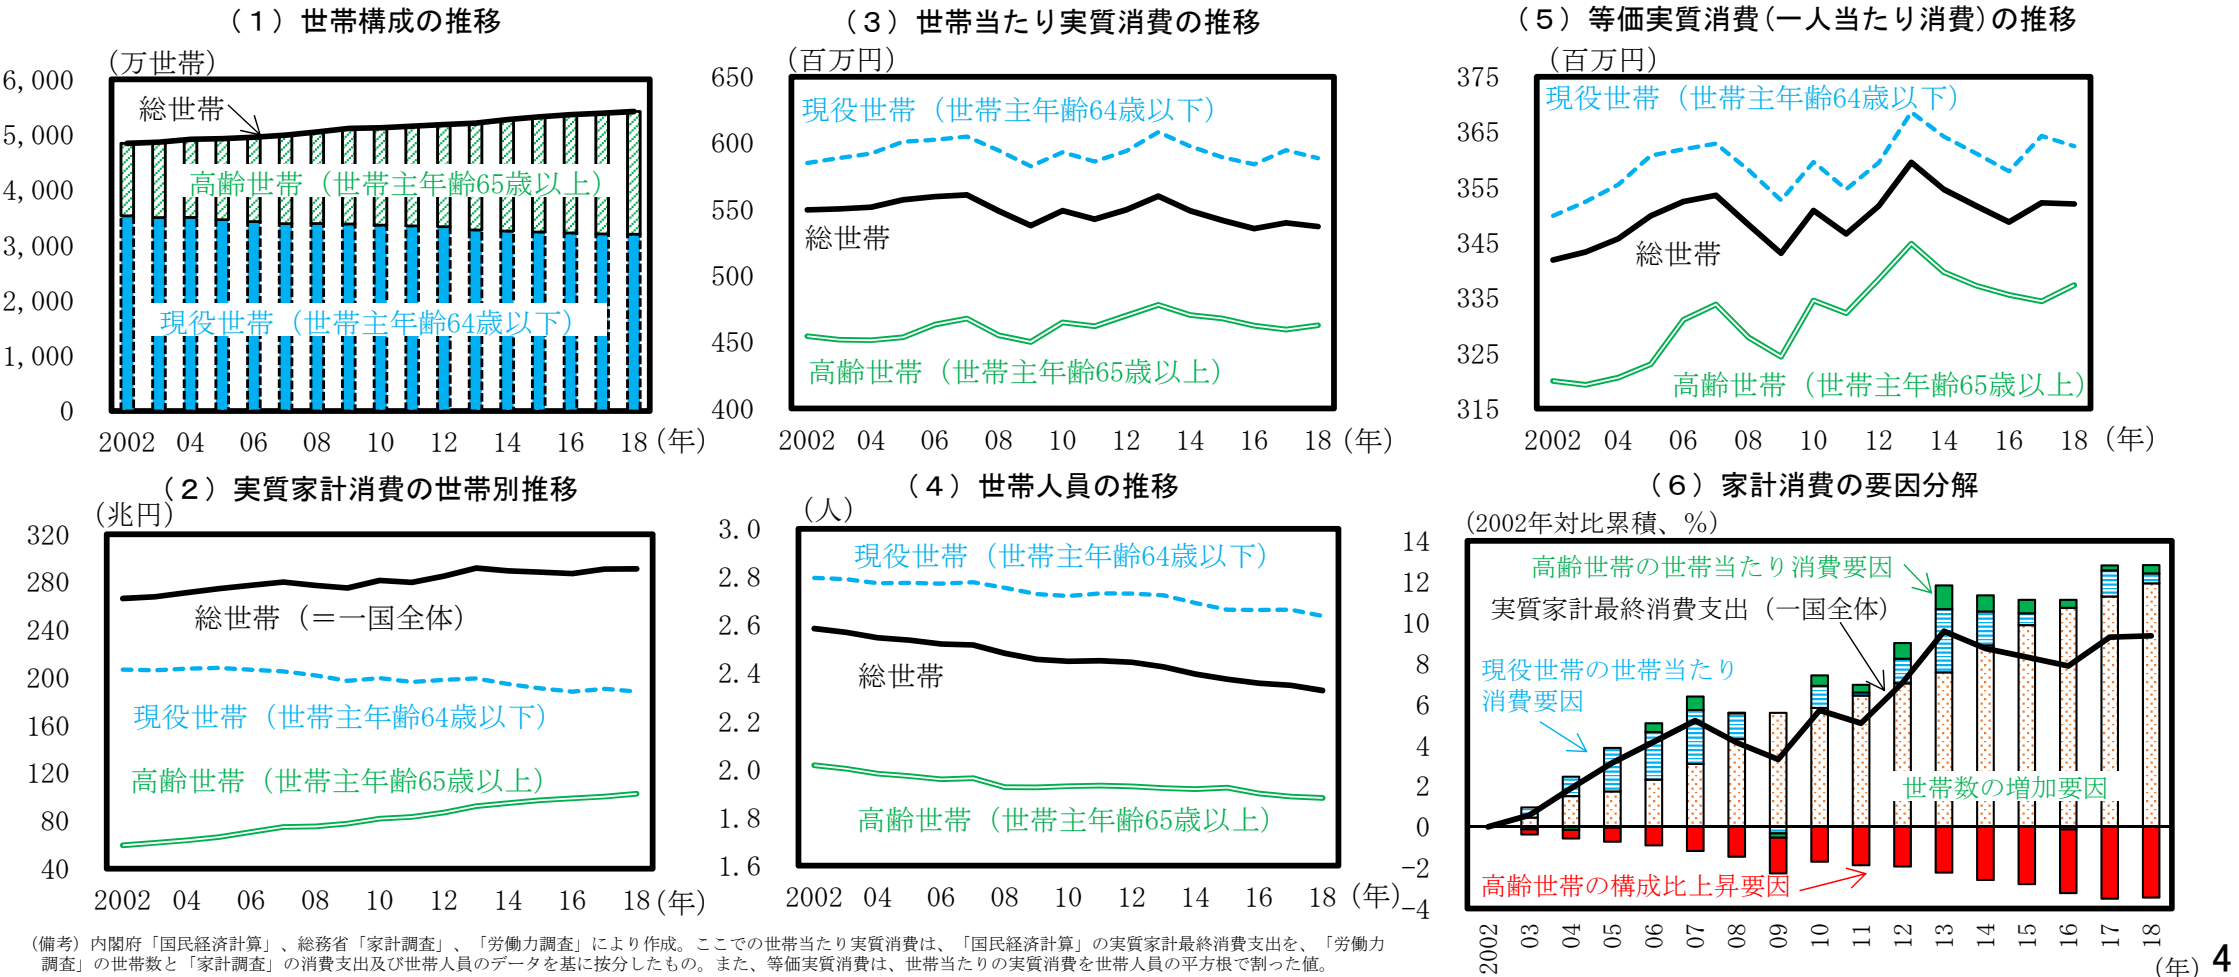 （１）世帯構成の推移
（万世帯）
6,000
5,000
4,000
3,000
2,000
1,000
0
総世帯
高齢世帯（世帯主年齢65歳以上）
現役世帯（世帯主年齢64歳以下）
2002 04 06 08 10 12 14 16 18 (年)
（２）実質家計消費の世帯別推移
（兆円）
320
280
240
200
160
120
80
40
総世帯（＝一国全体）
現役世帯（世帯主年齢64歳以下）
高齢世帯（世帯主年齢65歳以上）
2002 04 06 08 10 12 14 16 18 (年)
（３）世帯当たり実質消費の推移
（百万円）
650
600
550
500
450
400
現役世帯（世帯主年齢64歳以下）
総世帯
高齢世帯（世帯主年齢65歳以上）
2002 04 06 08 10 12 14 16 18 (年)
（４）世帯人員の推移
（人）
3.0
2.8
2.6
2.4
2.2
2.0
1.8
1.6
現役世帯（世帯主年齢64歳以下）
総世帯
高齢世帯（世帯主年齢65歳以上）
2002 04 06 08 10 12 14 16 18 (年)
（５）等価実質消費（一人当たり消費）の推移
（百万円）
375
365
355
345
335
325
315
現役世帯（世帯主年齢64歳以下）
総世帯
高齢世帯（世帯主年齢65歳以上）
2002 04 06 08 10 12 14 16 18 (年)
（６）家計消費の要因分解
（2002年対比累積、％）
14
12
10
8
6
4
2
0
−2
−4
高齢世帯の世帯当たり消費要因
実質家計最終消費支出（一国全体）
現役世帯の世帯当たり
消費要因
世帯数の増加要因
高齢世帯の構成比上昇要因
2002 03 04 05 06 07 08 09 10 11 12 13 14 15 16 17 18
(年)
（備考）内閣府「国民経済計算」、総務省「家計調査」、「労働力調査」により作成。ここでの世帯当たり実質消費は、「国民経済計算」の実質家計最終消費支出を、「労働力
調査」の世帯数と「家計調査」の消費支出及び世帯人員のデータを基に按分したもの。また、等価実質消費は、世帯当たりの実質消費を世帯人員の平方根で割った値。
4